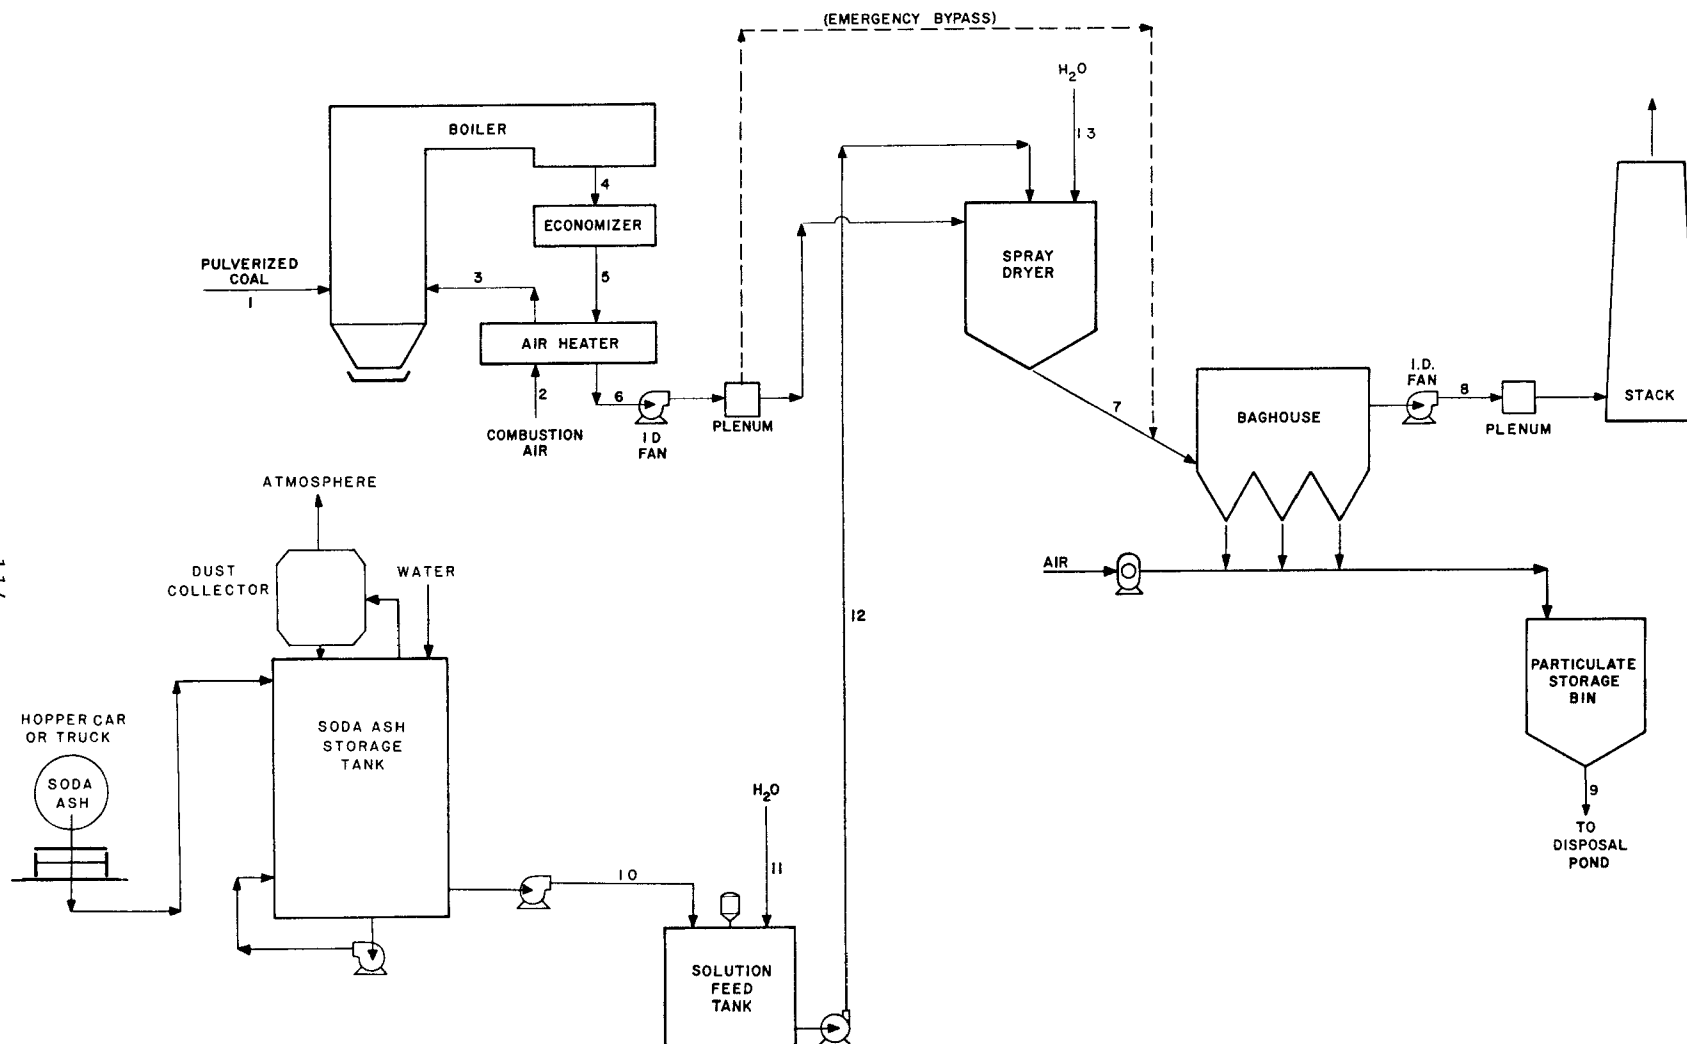 (EMERGENCY BYPASS)
H2O
13
BOILER
4
ECONOMIZER
SPRAY
DRYER
PULVERIZED
COAL
1
3
5
AIR HEATER
2
6
COMBUSTION
AIR
I D
FAN
PLENUM
7
BAGHOUSE
I.D.
FAN
8
PLENUM
STACK
ATMOSPHERE
DUST
COLLECTOR
WATER
AIR
12
PARTICULATE
STORAGE
BIN
HOPPER CAR
OR TRUCK
SODA
ASH
SODA ASH
STORAGE
TANK
9
TO
DISPOSAL
POND
H2O
10
11
SOLUTION
FEED
TANK